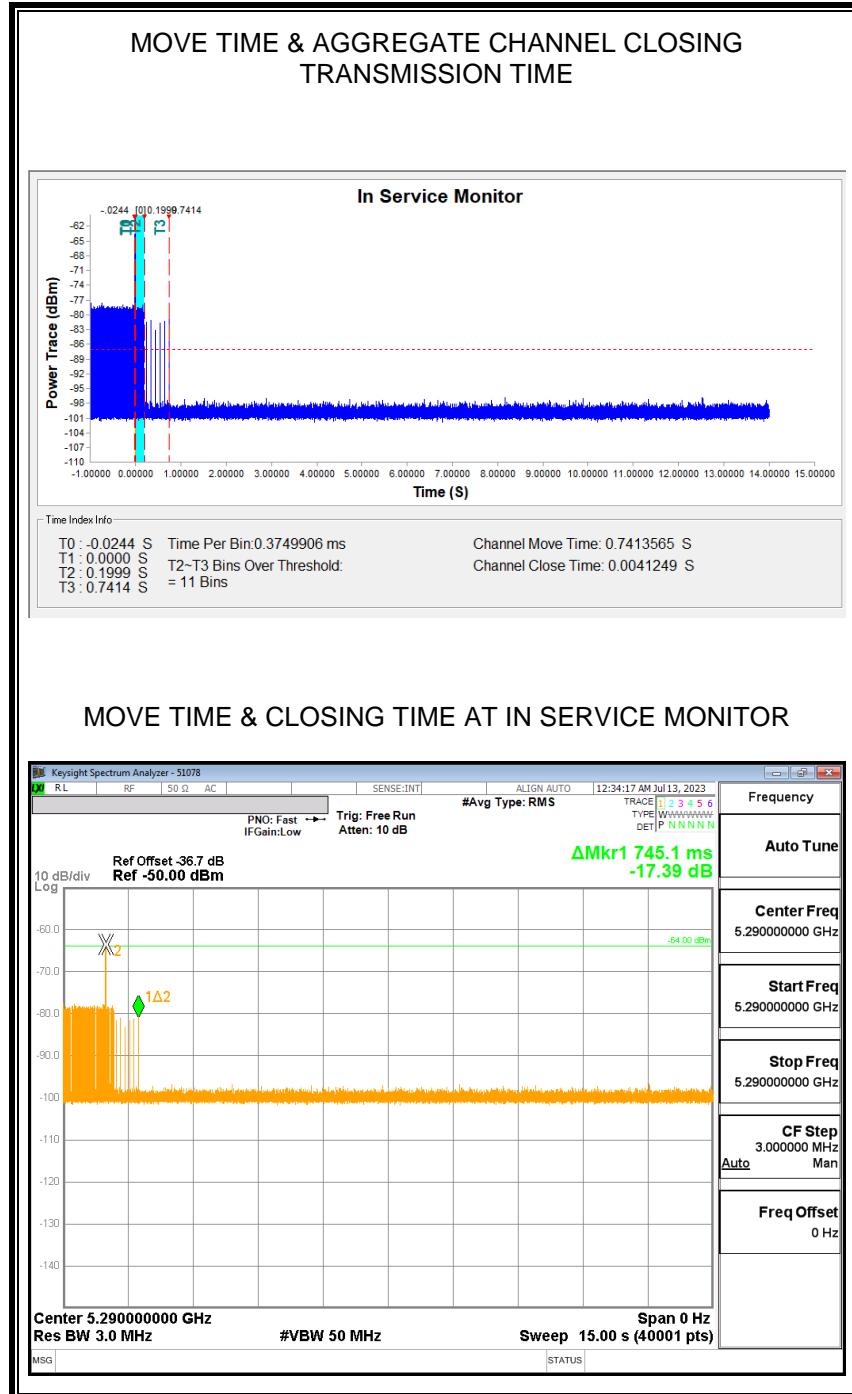 MOVE TIME & AGGREGATE CHANNEL CLOSING
TRANSMISSION TIME
In Service Monitor
-.0244 [0]0.1999.7414
T2
T3
Power Trace (dBm)
-62
-65
-68
-71
-74
-77
-80
-83
-86
-89
-92
-95
-98
-101
-104
-107
-110
-1.00000 0.00000 1.00000 2.00000 3.00000 4.00000 5.00000 6.00000 7.00000 8.00000 9.00000 10.00000 11.00000 12.00000 13.00000 14.00000 15.00000
Time (S)
Time Index Info
T0 : -0.0244 S Time Per Bin:0.3749906 ms Channel Move Time: 0.7413565 S
T1 : 0.0000 S T2~T3 Bins Over Threshold: Channel Close Time: 0.0041249 S
T2 : 0.1999 S = 11 Bins
T3 : 0.7414 S
MOVE TIME & CLOSING TIME AT IN SERVICE MONITOR
Keysight Spectrum Analyzer - 51078
LXI RL RF 50 Ω AC SENSE:INT ALIGN AUTO 12:34:17 AM Jul 13, 2023
#Avg Type: RMS TRACE 1 2 3 4 5 6
PNO: Fast Trig: Free Run TYPE WWWWWW
IFGain:Low Atten: 10 dB DET P N N N N N
ΔMkr1 745.1 ms
-17.39 dB
Ref Offset -36.7 dB
10 dB/div Ref -50.00 dBm
Log
-60.0
-64.00 dBm
2
-70.0
1Δ2
-80.0
-90.0
-100
-110
-120
-130
-140
Center 5.290000000 GHz Span 0 Hz
Res BW 3.0 MHz #VBW 50 MHz Sweep 15.00 s (40001 pts)
MSG STATUS
Frequency
Auto Tune
Center Freq
5.290000000 GHz
Start Freq
5.290000000 GHz
Stop Freq
5.290000000 GHz
CF Step
3.000000 MHz
Auto Man
Freq Offset
0 Hz